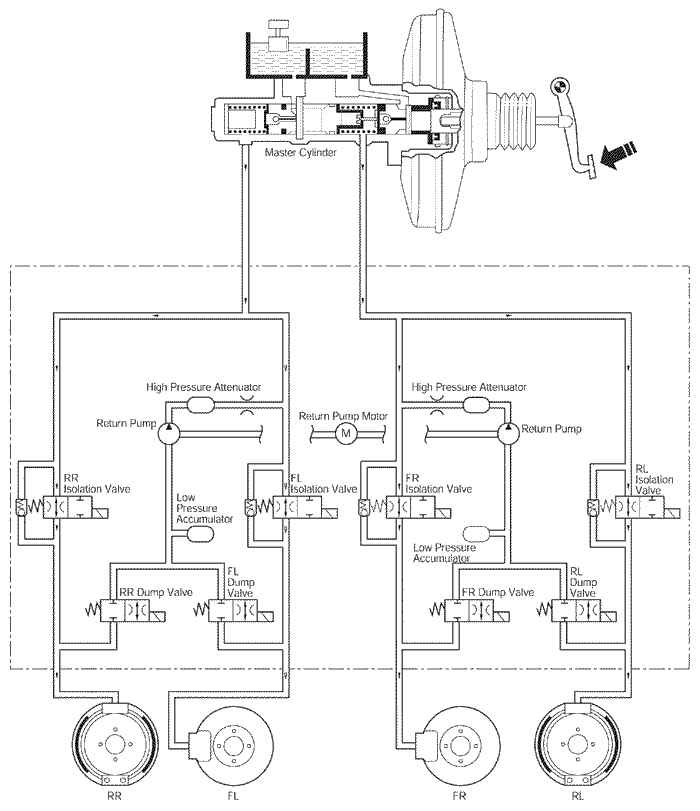 Master Cylinder
High Pressure Attenuator
High Pressure Attenuator
Return Pump
Return Pump Motor
M
Return Pump
RR
Isolation Valve
FL
Isolation Valve
FR
Isolation Valve
RL
Isolation
Valve
Low
Pressure
Accumulator
Low Pressure
Accumulator
RR Dump Valve
FL
Dump
Valve
FR Dump Valve
RL
Dump
Valve
RR
FL
FR
RL